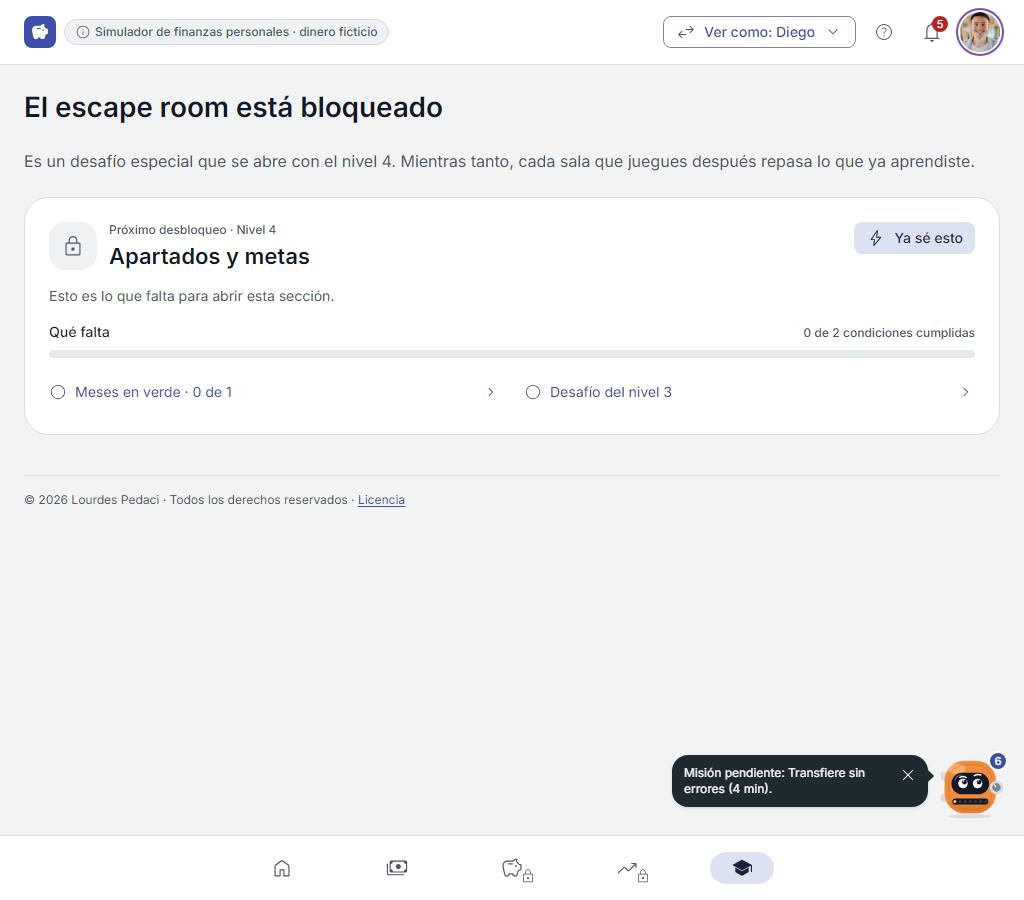 Simulador de finanzas personales · dinero ficticio
Ver como: Diego
5
El escape room está bloqueado
Es un desafío especial que se abre con el nivel 4. Mientras tanto, cada sala que juegues después repasa lo que ya aprendiste.
Próximo desbloqueo · Nivel 4
Apartados y metas
Ya sé esto
Esto es lo que falta para abrir esta sección.
Qué falta
0 de 2 condiciones cumplidas
Meses en verde · 0 de 1
Desafío del nivel 3
© 2026 Lourdes Pedaci · Todos los derechos reservados · Licencia
Misión pendiente: Transfiere sin
errores (4 min).
6